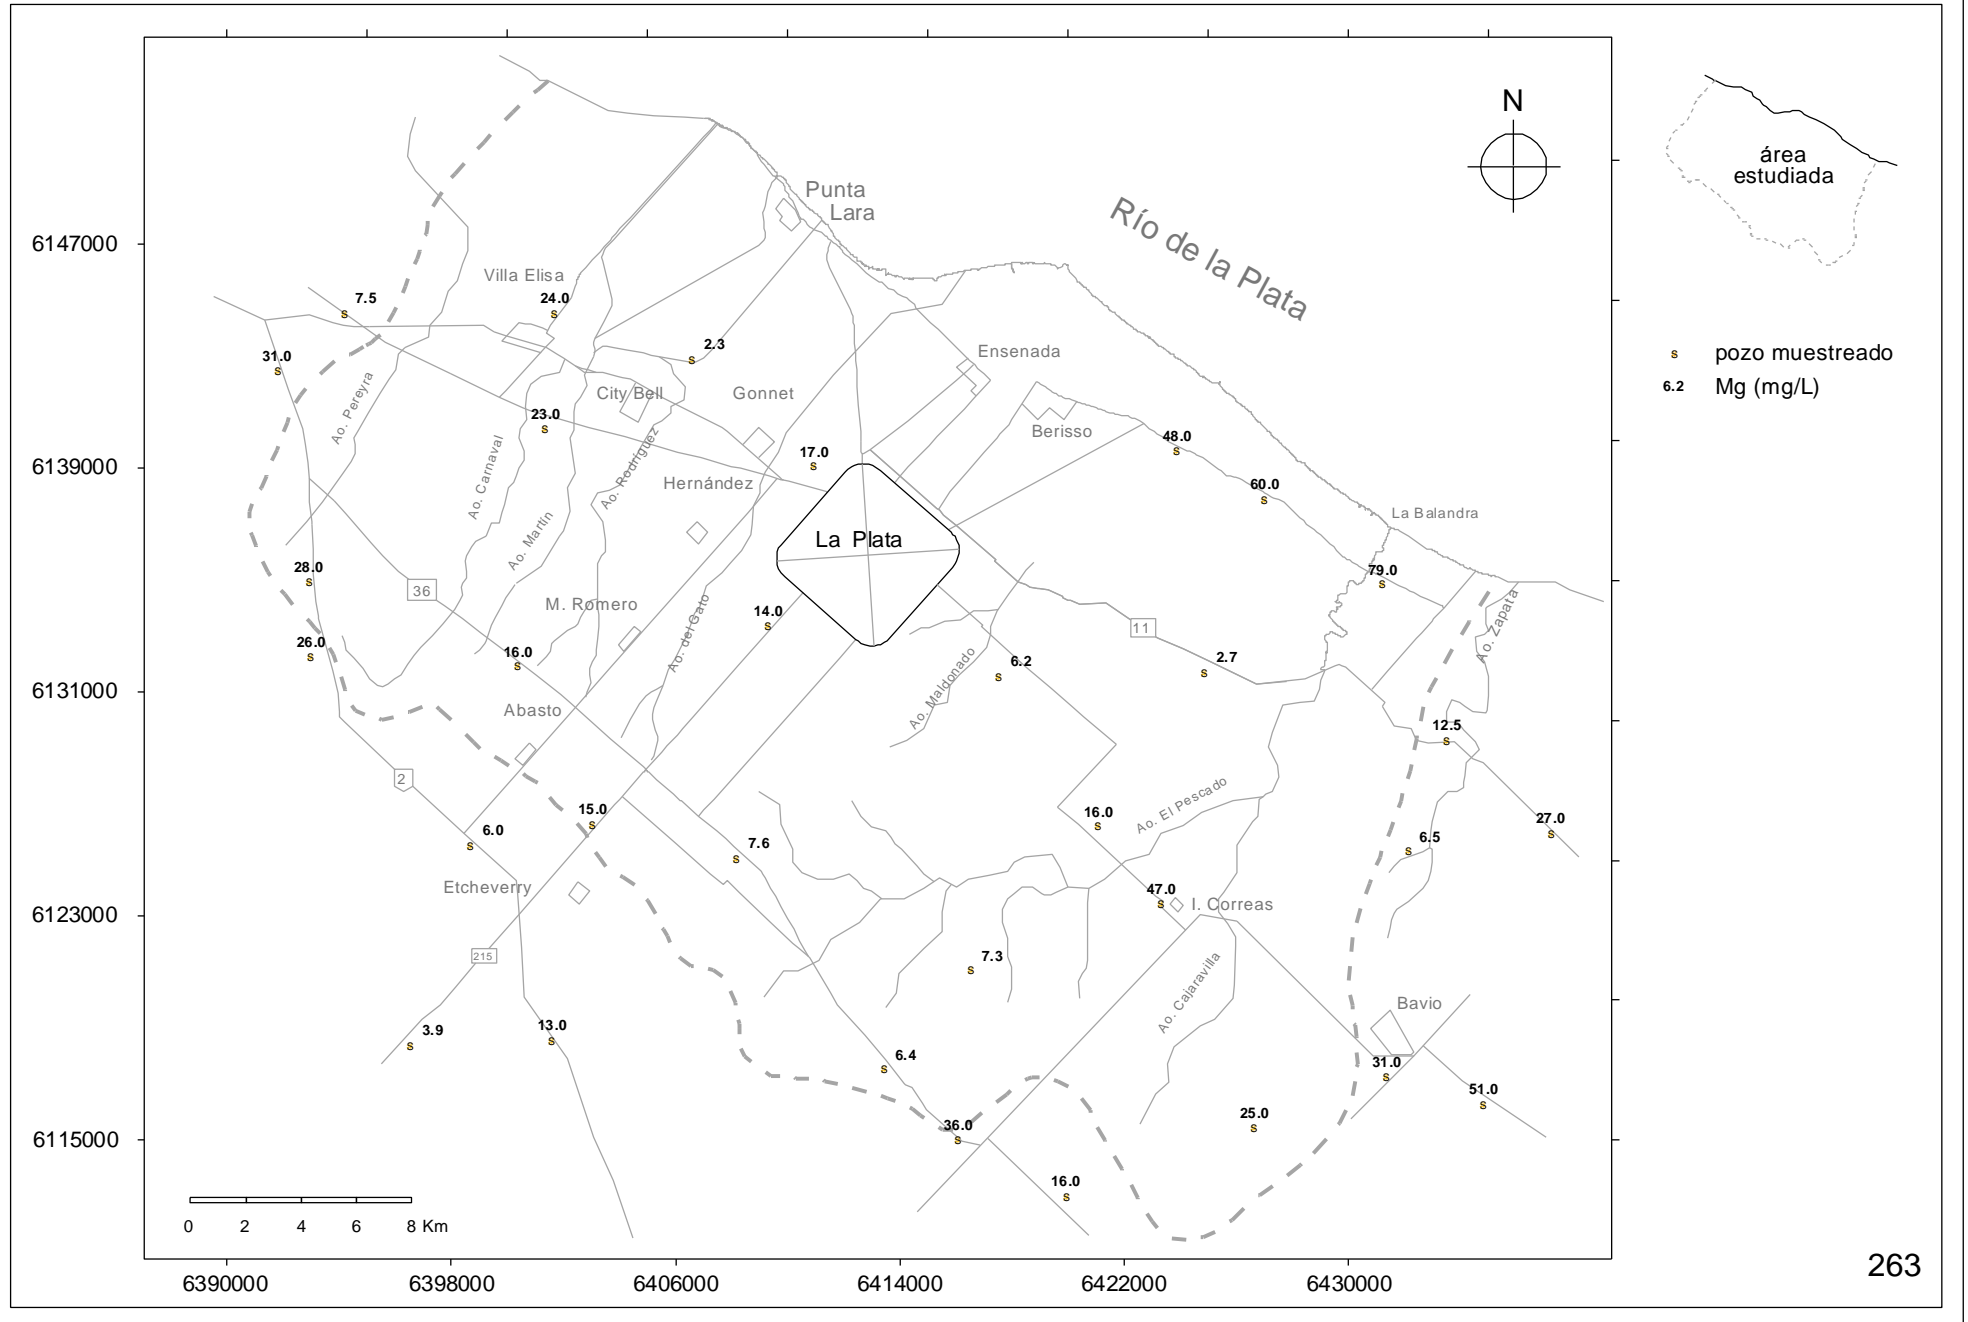 N
área
estudiada
Punta
Lara
Río de la Plata
6147000
Villa Elisa
7.5
24.0
2.3
31.0
Ensenada
s pozo muestreado
6.2 Mg (mg/L)
City Bell
Gonnet
Ao. Pereyra
23.0
Berisso
48.0
17.0
6139000
Ao. Carnaval
Ao. Rodríguez
Hernández
60.0
La Balandra
Ao. Martín
La Plata
28.0
79.0
36
M. Romero
14.0
Ao. del Gato
11
Ao. Zapata
26.0
16.0
6.2
2.7
Ao. Maldonado
6131000
Abasto
12.5
2
Ao. El Pescado
15.0
16.0
27.0
6.0
7.6
6.5
Etcheverry
47.0
I. Correas
6123000
215
7.3
Ao. Cajaravilla
Bavio
3.9
13.0
6.4
31.0
51.0
25.0
36.0
6115000
16.0
0 2 4 6 8 Km
263
6390000 6398000 6406000 6414000 6422000 6430000